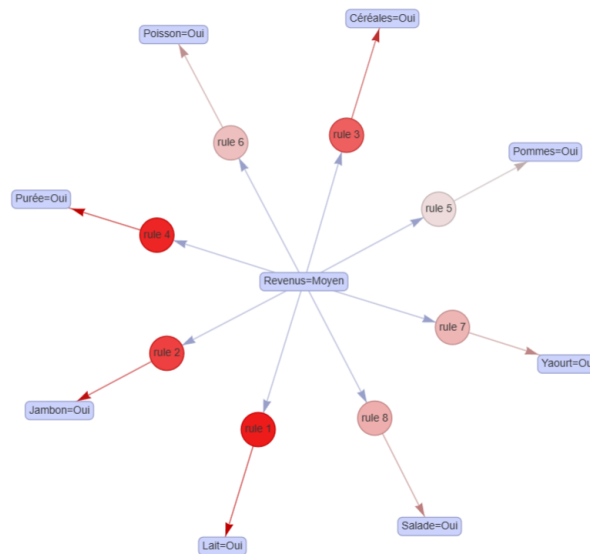 Céréales=Oui
Poisson=Oui
rule 3
rule 6
Pommes=Oui
Purée=Oui
rule 5
rule 4
Revenus=Moyen
rule 7
rule 2
Yaourt=Ou
Jambon=Oui
rule 8
rule 1
Salade=Oui
Lait=Oui